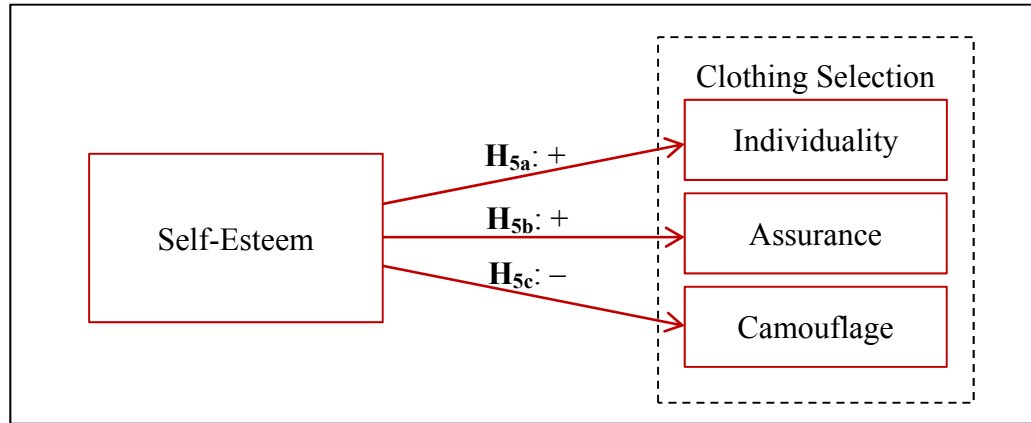 Clothing Selection
Individuality
H5a: +
Self-Esteem
H5b: +
Assurance
H5c: –
Camouflage